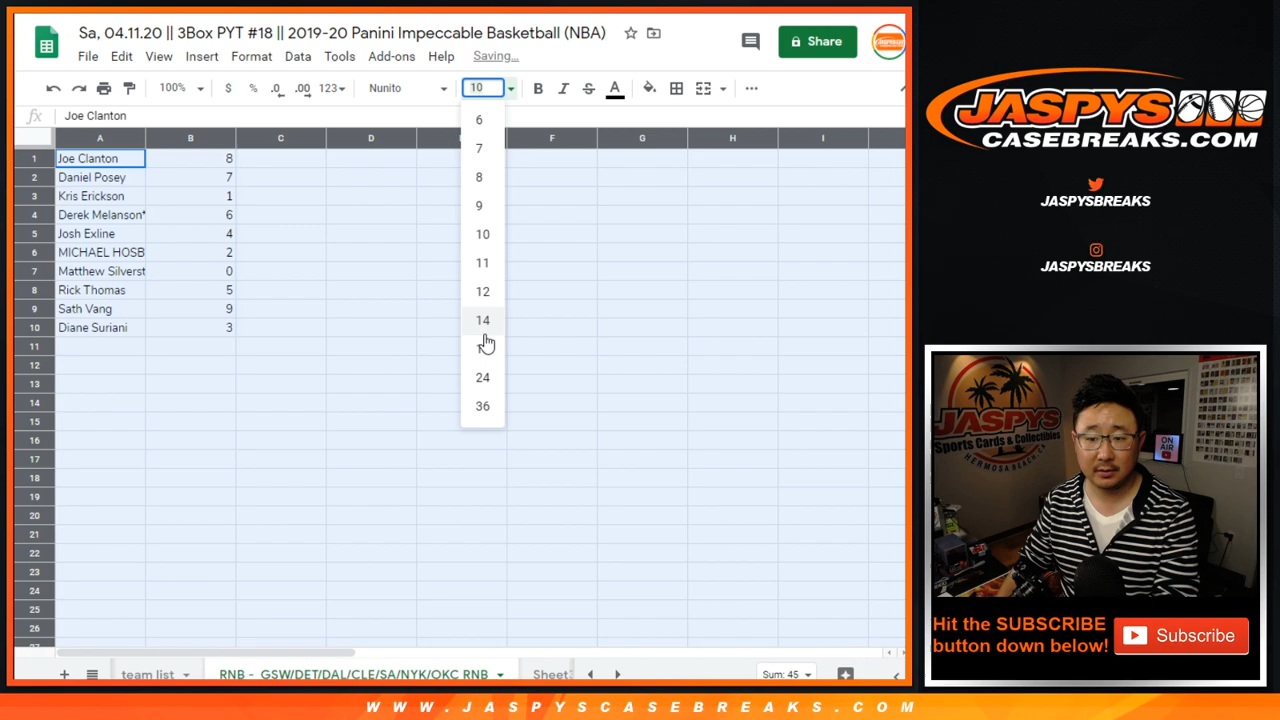 Sa, 04.11.20 || 3Box PYT #18 || 2019-20 Panini Impeccable Basketball (NBA)
File Edit View Insert Format Data Tools Add-ons Help Saving...
Share
100% $ % .0 .00 123 Nunito 10 B I S A
fx Joe Clanton
A B C D F G H I
1 Joe Clanton 8
2 Daniel Posey 7
3 Kris Erickson 1
4 Derek Melanson* 6
5 Josh Exline 4
6 MICHAEL HOSB 2
7 Matthew Silverst 0
8 Rick Thomas 5
9 Sath Vang 9
10 Diane Suriani 3
11
12
13
14
15
16
17
18
19
20
21
22
23
24
25
26
6
7
8
9
10
11
12
14
24
36
team list
RNB - GSW/DET/DAL/CLE/SA/NYK/OKC RNB
Sum: 45
JASPYS
CASEBREAKS.COM
JASPYSBREAKS
JASPYSBREAKS
JASPYS
Sports Cards & Collectibles
HERMOSA BEACH, CA
ON AIR
Hit the SUBSCRIBE
button down below!
Subscribe
WWW.JASPYSCASEBREAKS.COM